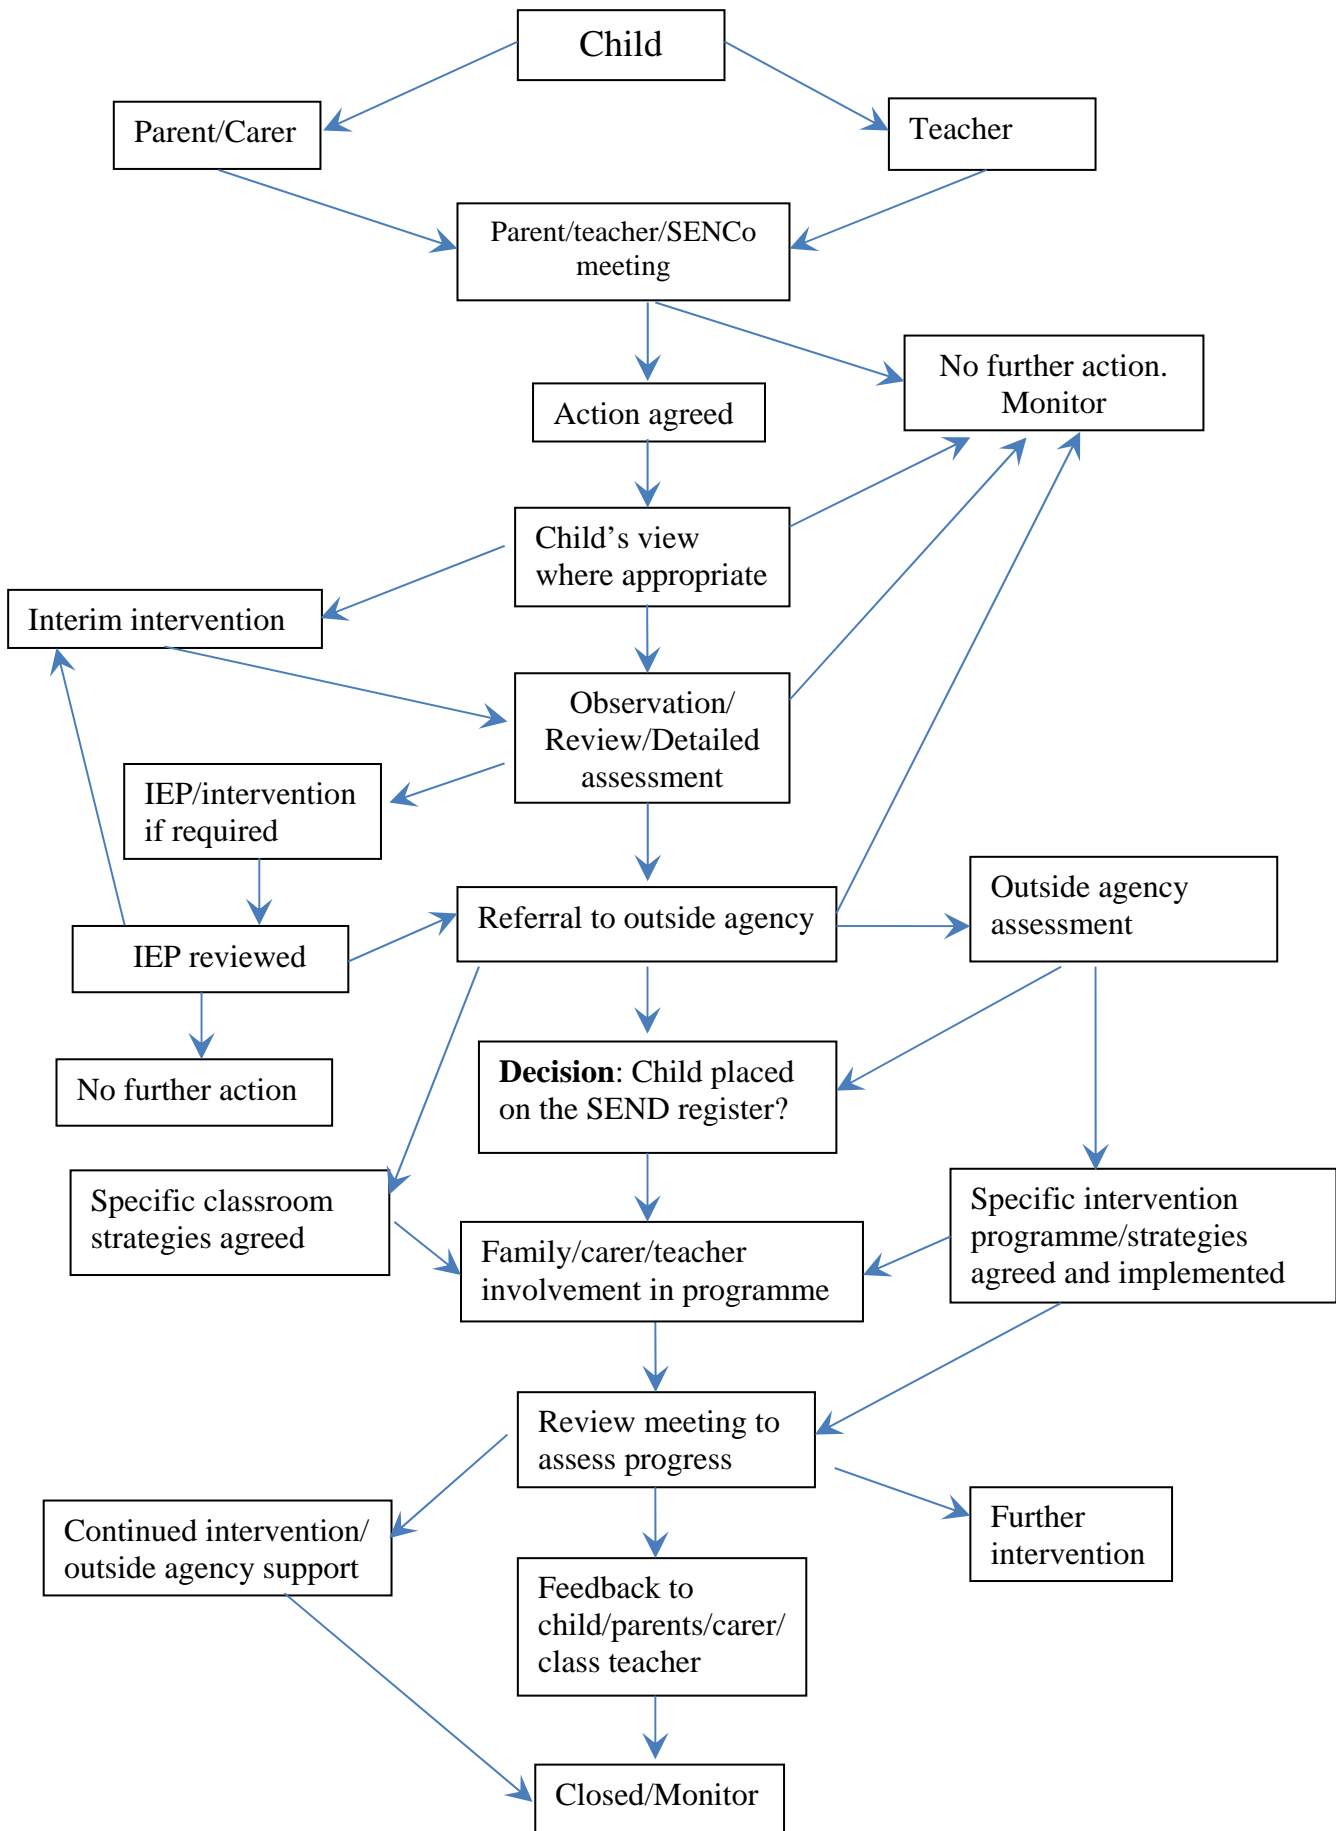 Child
Parent/Carer
Teacher
Parent/teacher/SENCo
meeting
No further action.
Monitor
Action agreed
Child’s view
where appropriate
Interim intervention
Observation/
Review/Detailed
assessment
IEP/intervention
if required
Outside agency
assessment
Referral to outside agency
IEP reviewed
No further action
Decision: Child placed
on the SEND register?
Specific classroom
strategies agreed
Specific intervention
programme/strategies
agreed and implemented
Family/carer/teacher
involvement in programme
Review meeting to
assess progress
Continued intervention/
outside agency support
Further
intervention
Feedback to
child/parents/carer/
class teacher
Closed/Monitor